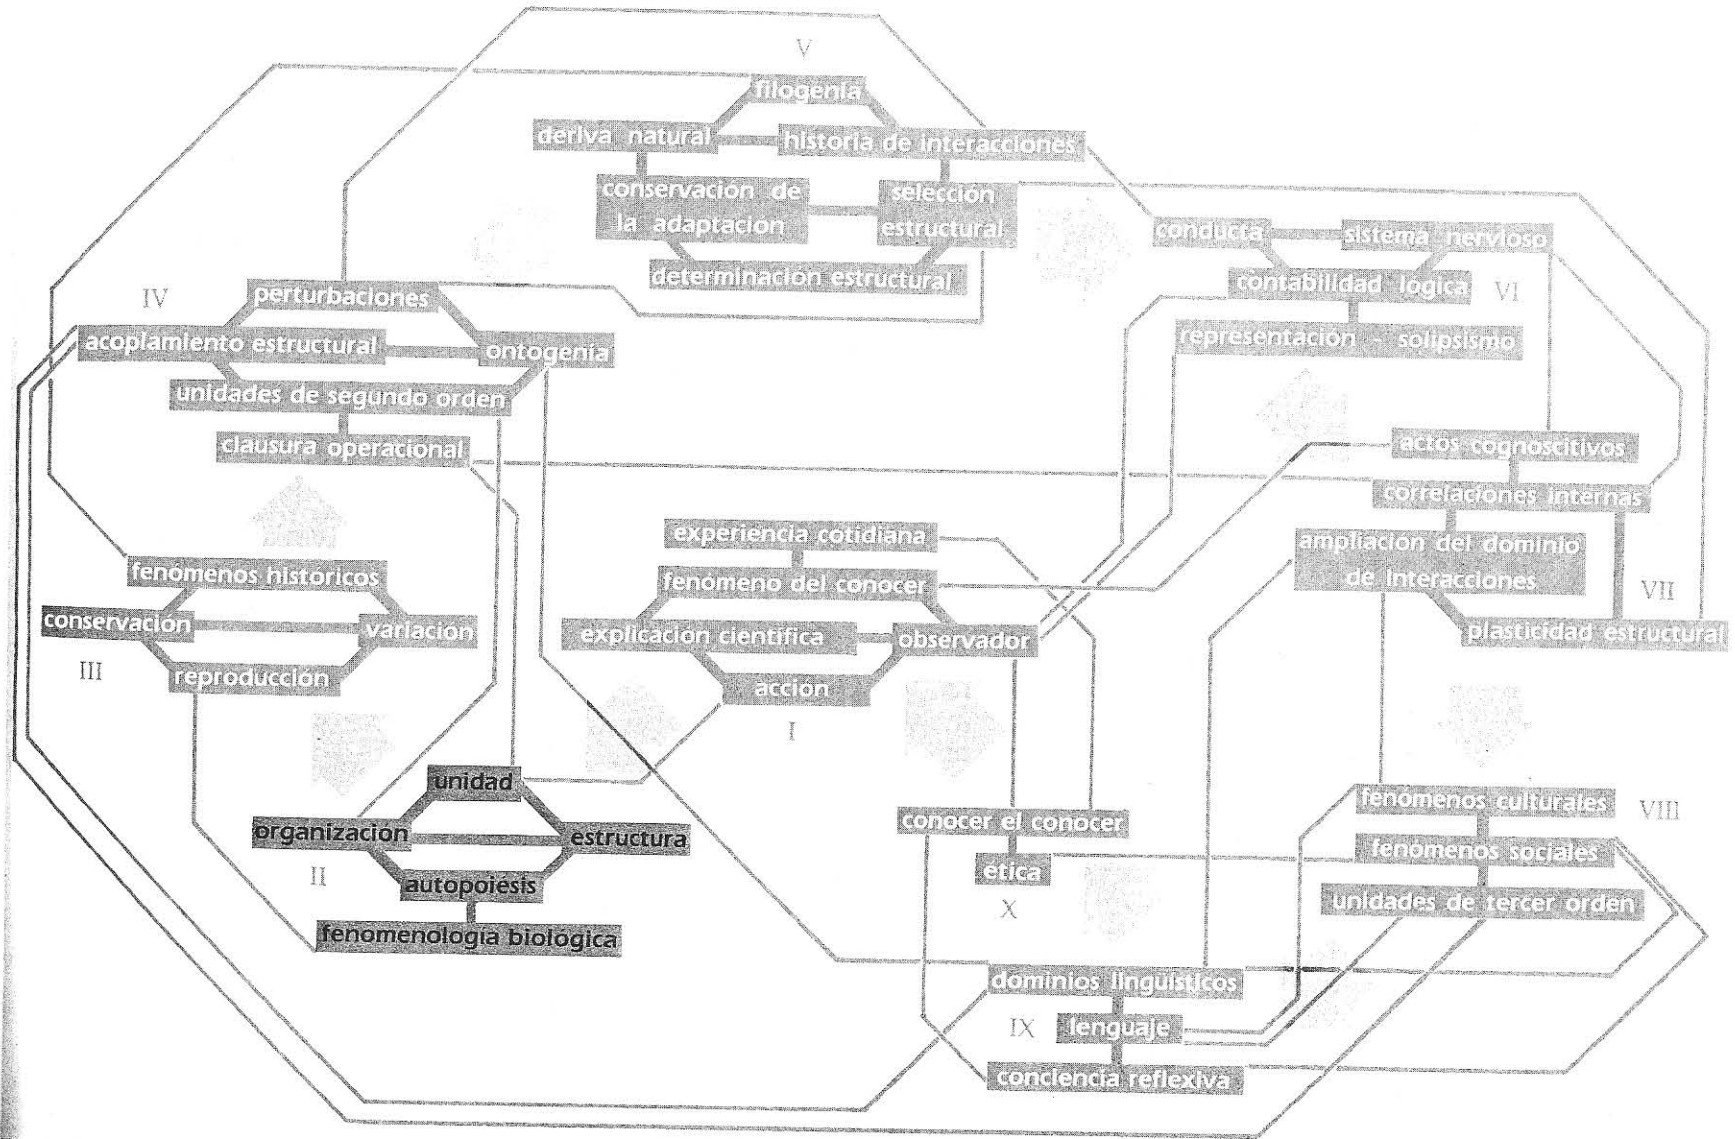 V
filogenia
deriva natural
historia de interacciones
conservación de
la adaptación
selección
estructural
determinación estructural
conducta
sistema nervioso
contabilidad lógica
VI
representación - solipsismo
IV
perturbaciones
acoplamiento estructural
ontogenia
unidades de segundo orden
clausura operacional
actos cognoscitivos
correlaciones internas
ampliación del dominio
de interacciones
VII
plasticidad estructural
experiencia cotidiana
fenómeno del conocer
explicación científica
observador
acción
I
fenómenos históricos
conservación
variación
III
reproducción
unidad
organización
estructura
II
autopoiesis
fenomenología biológica
conocer el conocer
ética
X
fenómenos culturales
VIII
fenómenos sociales
unidades de tercer orden
dominios lingüísticos
IX
lenguaje
conciencia reflexiva